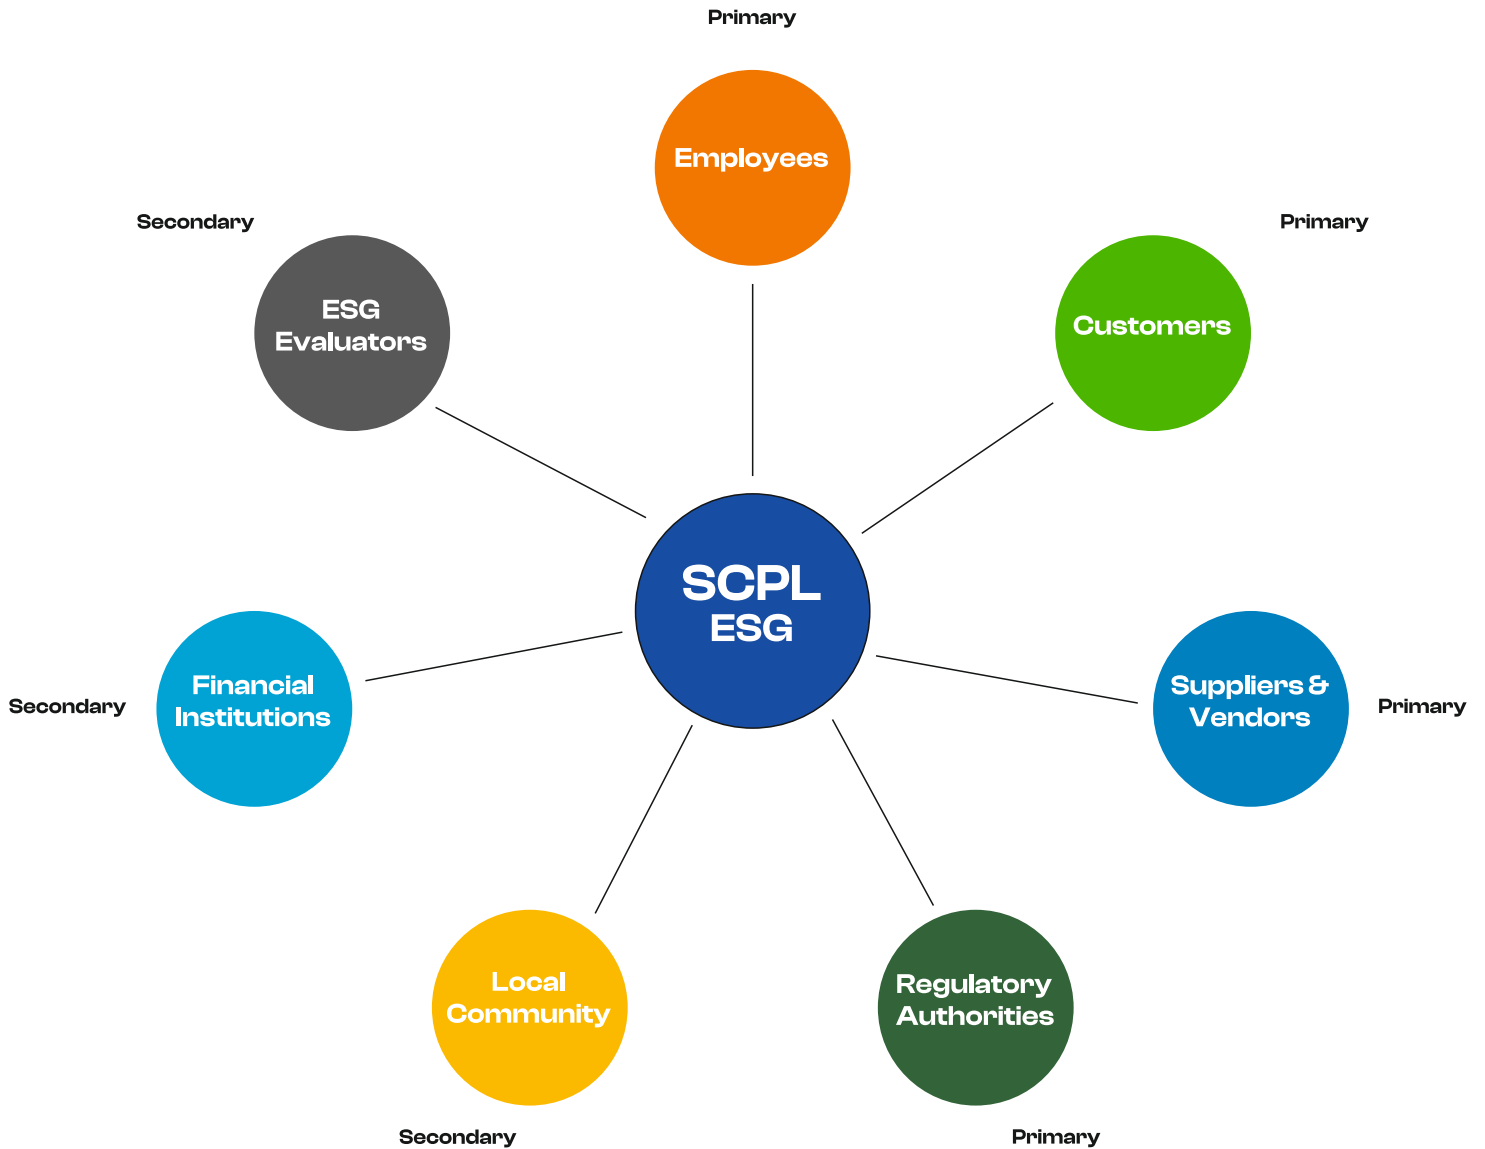 Primary
Employees
Secondary
Primary
ESG
Evaluators
Customers
SCPL
ESG
Financial
Institutions
Secondary
Suppliers &
Vendors
Primary
Local
Community
Regulatory
Authorities
Secondary
Primary